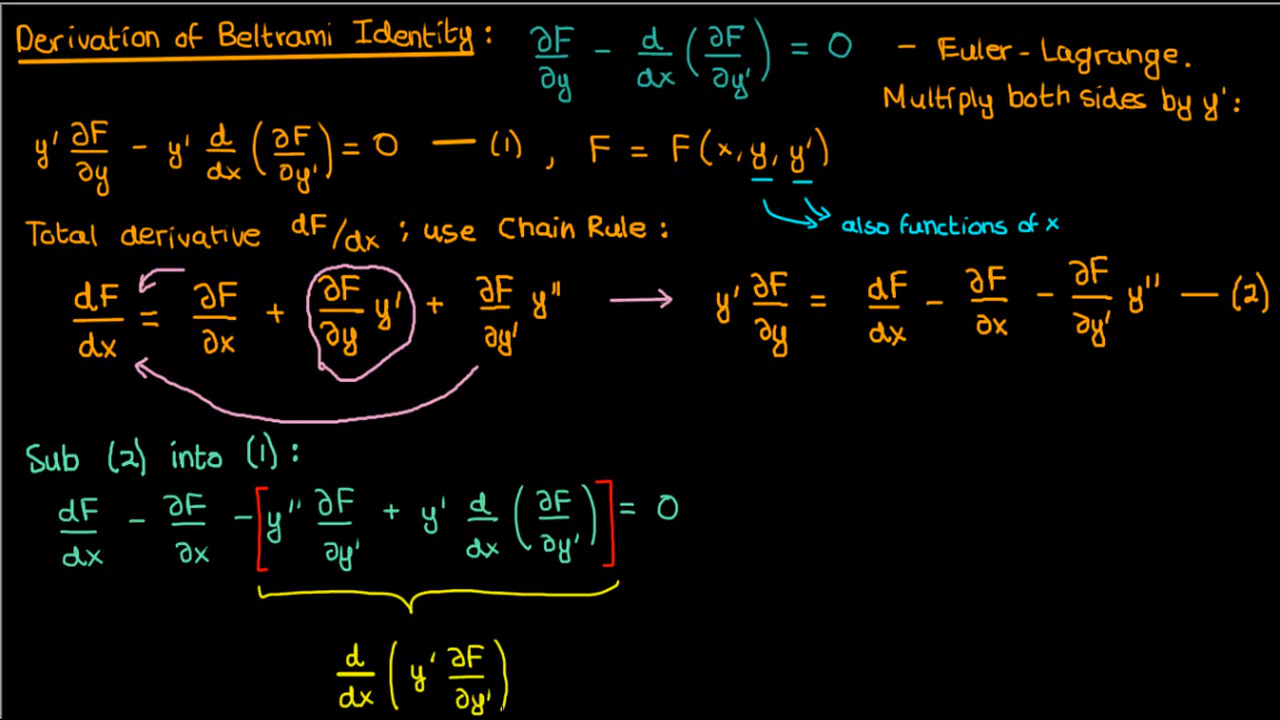 Derivation of Beltrami Identity: ∂F/∂y − d/dx (∂F/∂y') = 0 − Euler-Lagrange.
Multiply both sides by y':
y' ∂F/∂y − y' d/dx (∂F/∂y') = 0 — (1), F = F(x, y, y')
also functions of x
Total derivative dF/dx ; use Chain Rule:
dF/dx = ∂F/∂x + ∂F/∂y y' + ∂F/∂y' y'' → y' ∂F/∂y = dF/dx − ∂F/∂x − ∂F/∂y' y'' — (2)
Sub (2) into (1):
dF/dx − ∂F/∂x − [y'' ∂F/∂y' + y' d/dx (∂F/∂y')] = 0
d/dx (y' ∂F/∂y')